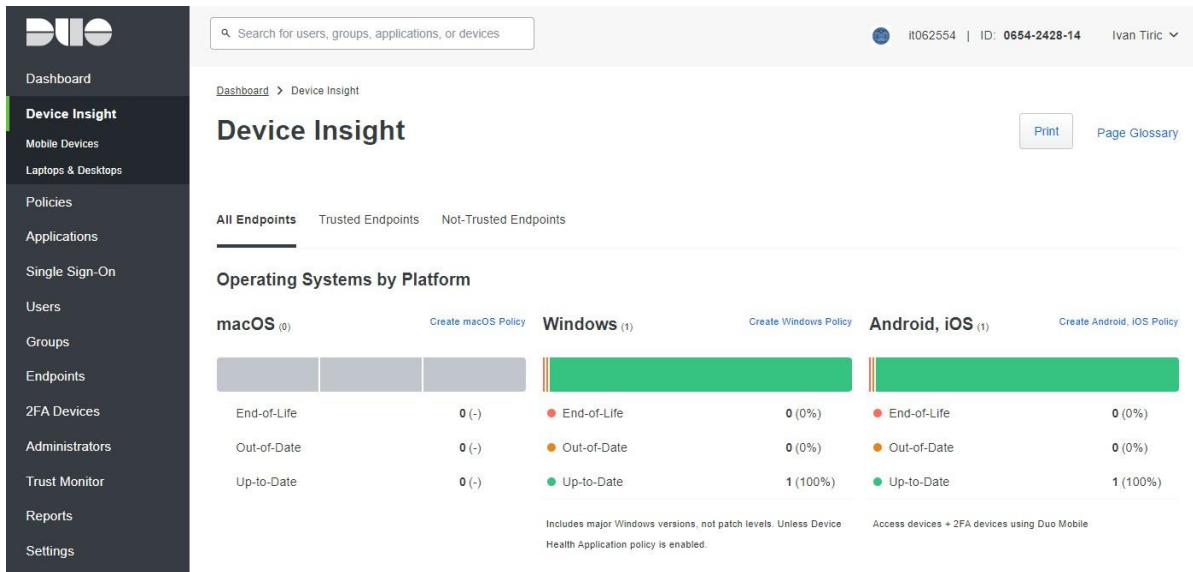 DUO
Search for users, groups, applications, or devices
it062554 | ID: 0654-2428-14
Ivan Tiric
Dashboard
Device Insight
Mobile Devices
Laptops & Desktops
Policies
Applications
Single Sign-On
Users
Groups
Endpoints
2FA Devices
Administrators
Trust Monitor
Reports
Settings
Dashboard > Device Insight
Device Insight
Print
Page Glossary
All Endpoints Trusted Endpoints Not-Trusted Endpoints
Operating Systems by Platform
macOS (0) Create macOS Policy
End-of-Life 0 (-)
Out-of-Date 0 (-)
Up-to-Date 0 (-)
Windows (1) Create Windows Policy
End-of-Life 0 (0%)
Out-of-Date 0 (0%)
Up-to-Date 1 (100%)
Includes major Windows versions, not patch levels. Unless Device
Health Application policy is enabled.
Android, iOS (1) Create Android, iOS Policy
End-of-Life 0 (0%)
Out-of-Date 0 (0%)
Up-to-Date 1 (100%)
Access devices + 2FA devices using Duo Mobile